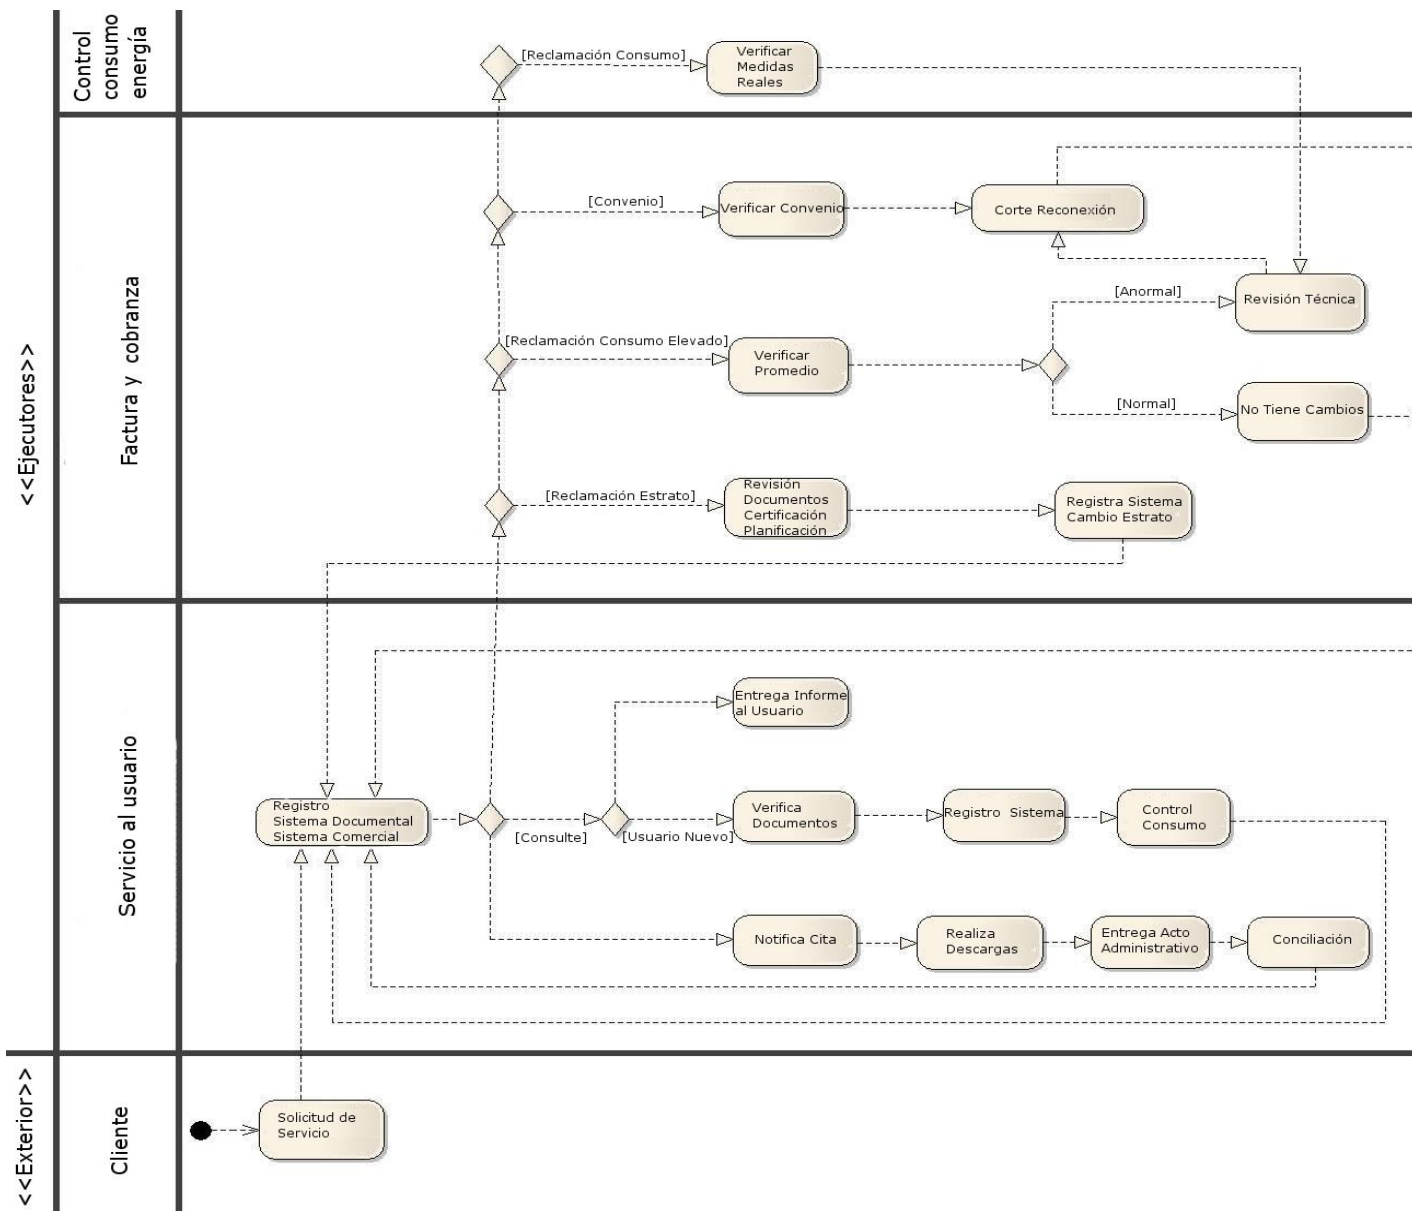 Control
consumo
energía
[Reclamación Consumo]
Verificar
Medidas
Reales
<<Ejecutores>>
Factura y cobranza
[Convenio]
Verificar Convenio
Corte Reconexión
[Anormal]
Revisión Técnica
[Reclamación Consumo Elevado]
Verificar
Promedio
[Normal]
No Tiene Cambios
[Reclamación Estrato]
Revisión
Documentos
Certificación
Planificación
Registra Sistema
Cambio Estrato
Servicio al usuario
Entrega Informe
al Usuario
Registro
Sistema Documental
Sistema Comercial
[Consulte]
[Usuario Nuevo]
Verifica
Documentos
Registro Sistema
Control
Consumo
Notifica Cita
Realiza
Descargas
Entrega Acto
Administrativo
Conciliación
<<Exterior>>
Cliente
Solicitud de
Servicio